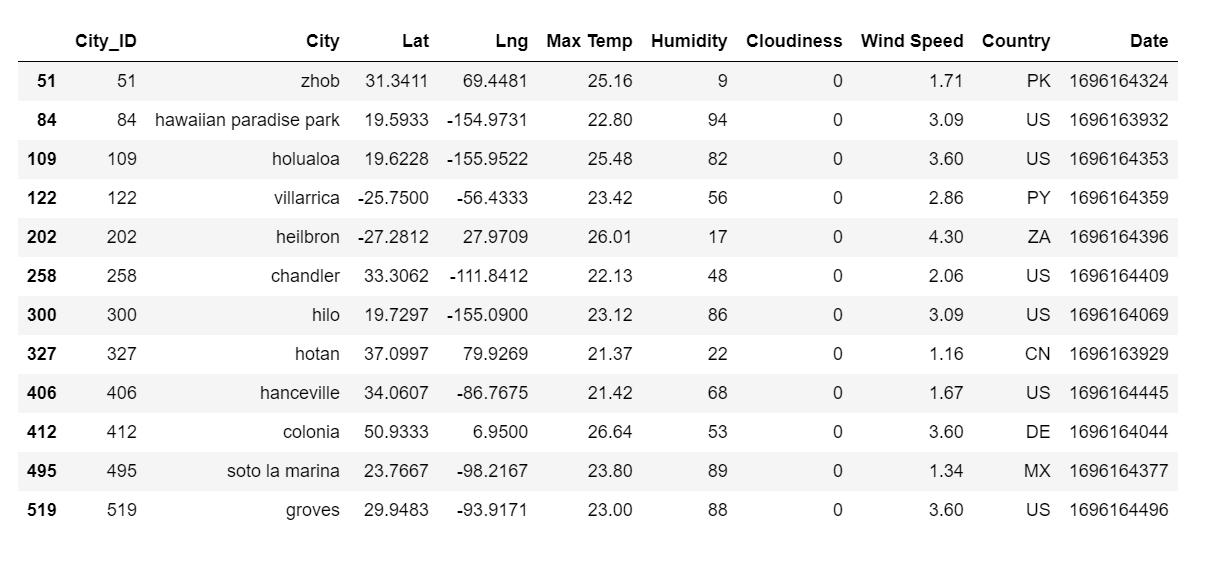 City_ID City Lat Lng Max Temp Humidity Cloudiness Wind Speed Country Date
51 51 zhob 31.3411 69.4481 25.16 9 0 1.71 PK 1696164324
84 84 hawaiian paradise park 19.5933 -154.9731 22.80 94 0 3.09 US 1696163932
109 109 holualoa 19.6228 -155.9522 25.48 82 0 3.60 US 1696164353
122 122 villarrica -25.7500 -56.4333 23.42 56 0 2.86 PY 1696164359
202 202 heilbron -27.2812 27.9709 26.01 17 0 4.30 ZA 1696164396
258 258 chandler 33.3062 -111.8412 22.13 48 0 2.06 US 1696164409
300 300 hilo 19.7297 -155.0900 23.12 86 0 3.09 US 1696164069
327 327 hotan 37.0997 79.9269 21.37 22 0 1.16 CN 1696163929
406 406 hanceville 34.0607 -86.7675 21.42 68 0 1.67 US 1696164445
412 412 colonia 50.9333 6.9500 26.64 53 0 3.60 DE 1696164044
495 495 soto la marina 23.7667 -98.2167 23.80 89 0 1.34 MX 1696164377
519 519 groves 29.9483 -93.9171 23.00 88 0 3.60 US 1696164496